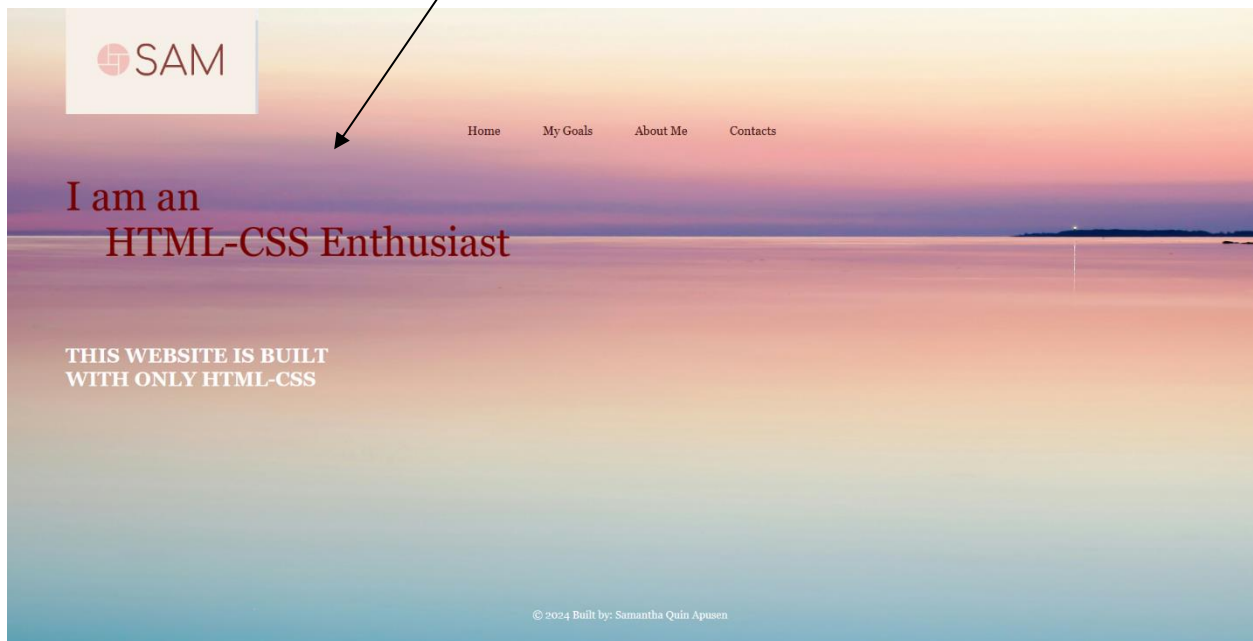 SAM
Home My Goals About Me Contacts
I am an
HTML-CSS Enthusiast
THIS WEBSITE IS BUILT
WITH ONLY HTML-CSS
© 2024 Built by: Samantha Quin Apusen